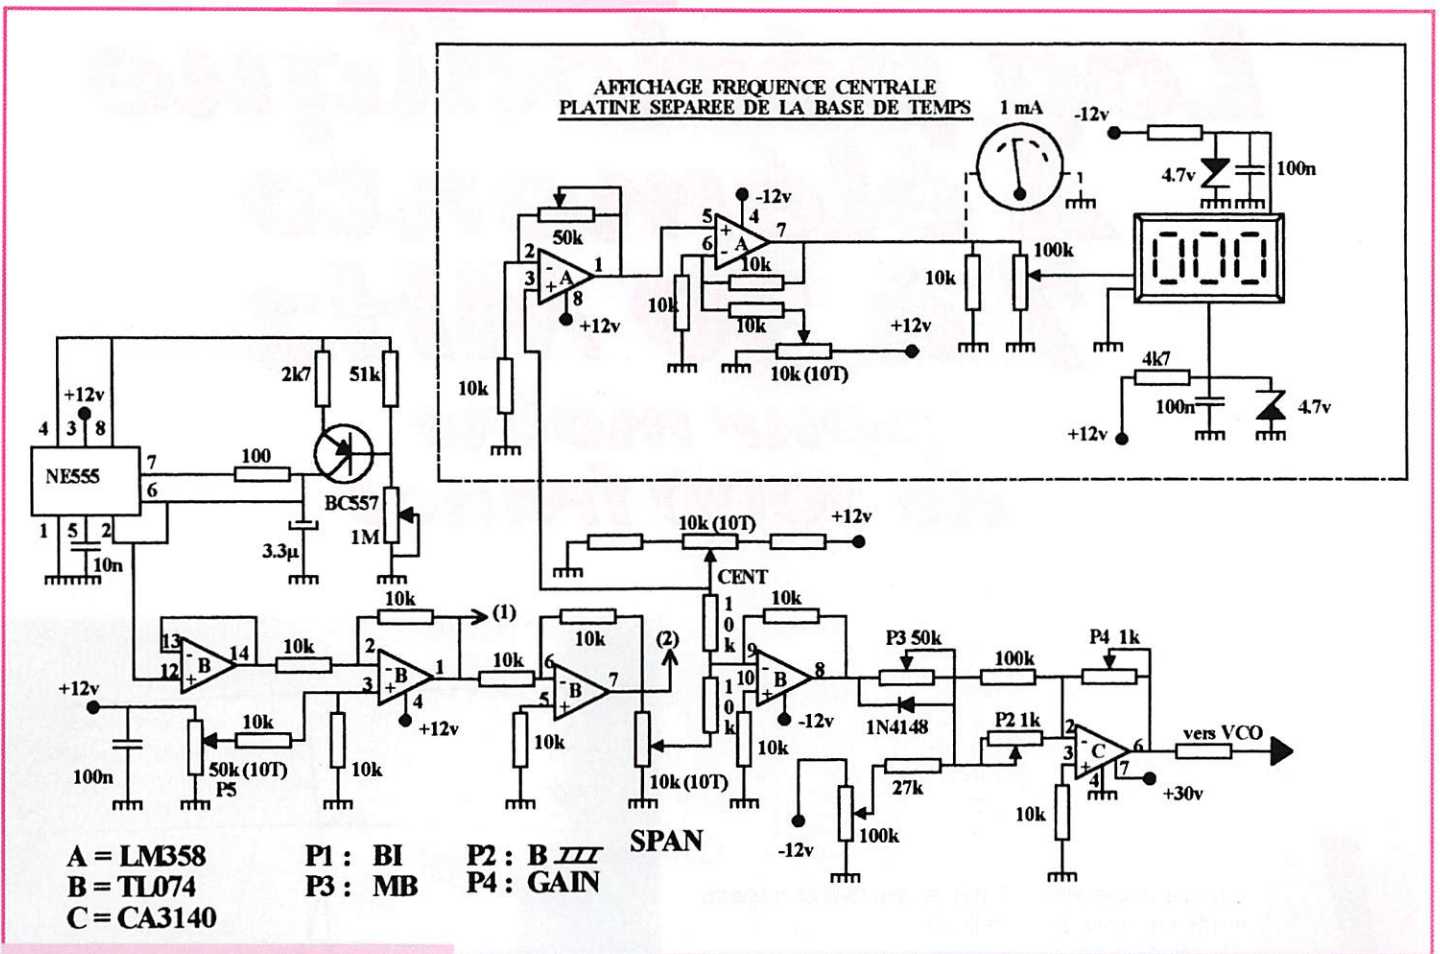 AFFICHAGE FREQUENCE CENTRALE
PLATINE SEPAREE DE LA BASE DE TEMPS
1 mA
-12v
4.7v
100n
50k
2
3
-
+
A
1
8
+12v
-12v
5
6
+
-
A
4
7
10k
10k
10k
10k
+12v
10k (10T)
10k
100k
000
4k7
100n
4.7v
+12v
2k7
51k
+12v
4
3
8
NE555
7
6
100
BC557
1M
1
5
2
10n
3.3µ
10k (10T)
+12v
CENT
13
12
-
+
B
14
10k
10k
(1)
2
3
-
+
B
1
4
+12v
10k
10k
6
5
-
+
B
7
(2)
10k
10k
10k
10k
9
10
-
+
B
8
-12v
P3 50k
1N4148
100k
P4 1k
P2 1k
2
3
-
+
C
6
7
4
vers VCO
+30v
+12v
100n
50k (10T)
P5
10k
10k
10k
10k (10T)
10k
-12v
100k
27k
10k
SPAN
A = LM358
B = TL074
C = CA3140
P1 : BI
P3 : MB
P2 : B III
P4 : GAIN